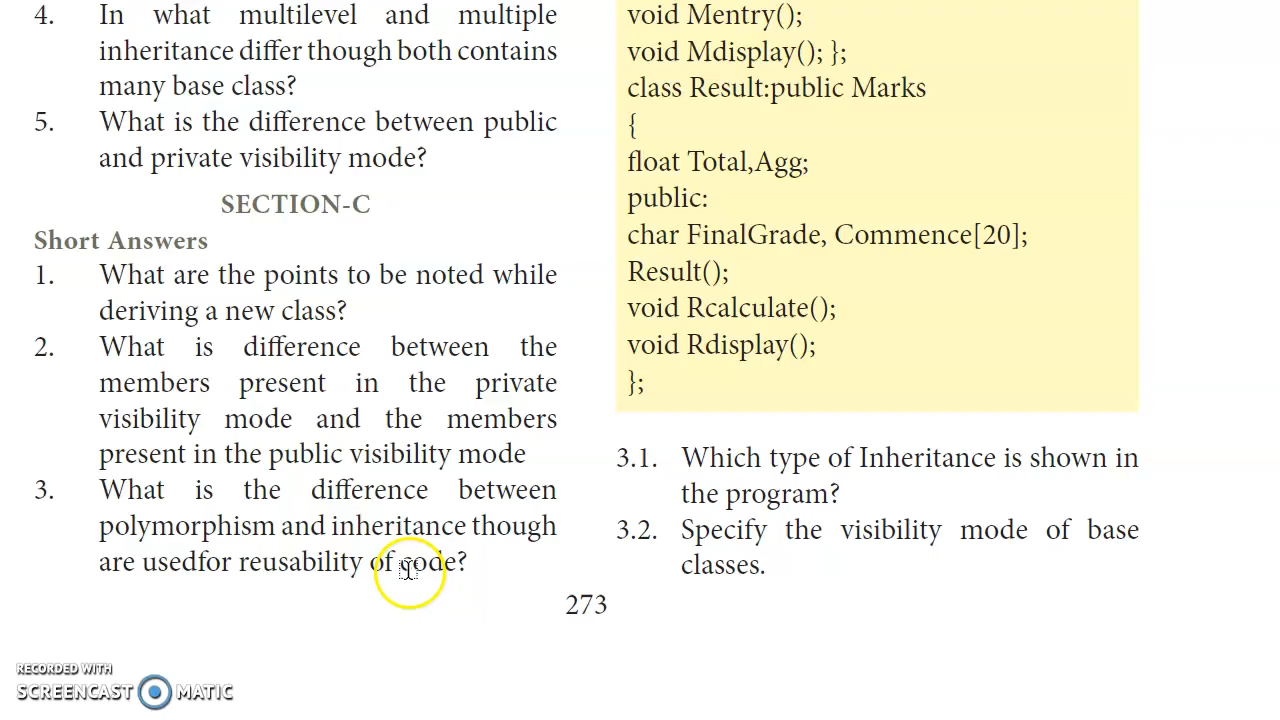 4. In what multilevel and multiple
inheritance differ though both contains
many base class?
5. What is the difference between public
and private visibility mode?
SECTION-C
Short Answers
1. What are the points to be noted while
deriving a new class?
2. What is difference between the
members present in the private
visibility mode and the members
present in the public visibility mode
3. What is the difference between
polymorphism and inheritance though
are usedfor reusability of code?
void Mentry();
void Mdisplay(); };
class Result:public Marks
{
float Total,Agg;
public:
char FinalGrade, Commence[20];
Result();
void Rcalculate();
void Rdisplay();
};
3.1. Which type of Inheritance is shown in
the program?
3.2. Specify the visibility mode of base
classes.
273
RECORDED WITH
SCREENCAST MATIC